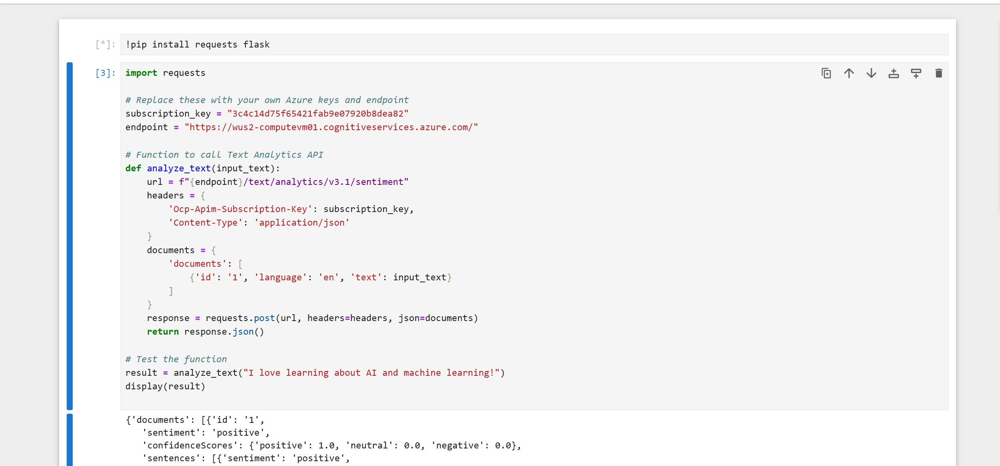 [*]: !pip install requests flask
[3]: import requests
# Replace these with your own Azure keys and endpoint
subscription_key = "3c4c14d75f65421fab9e07920b8dea82"
endpoint = "https://wus2-computevm01.cognitiveservices.azure.com/"
# Function to call Text Analytics API
def analyze_text(input_text):
    url = f"{endpoint}/text/analytics/v3.1/sentiment"
    headers = {
        'Ocp-Apim-Subscription-Key': subscription_key,
        'Content-Type': 'application/json'
    }
    documents = {
        'documents': [
            {'id': '1', 'language': 'en', 'text': input_text}
        ]
    }
    response = requests.post(url, headers=headers, json=documents)
    return response.json()
# Test the function
result = analyze_text("I love learning about AI and machine learning!")
display(result)
{'documents': [{'id': '1',
   'sentiment': 'positive',
   'confidenceScores': {'positive': 1.0, 'neutral': 0.0, 'negative': 0.0},
   'sentences': [{'sentiment': 'positive',